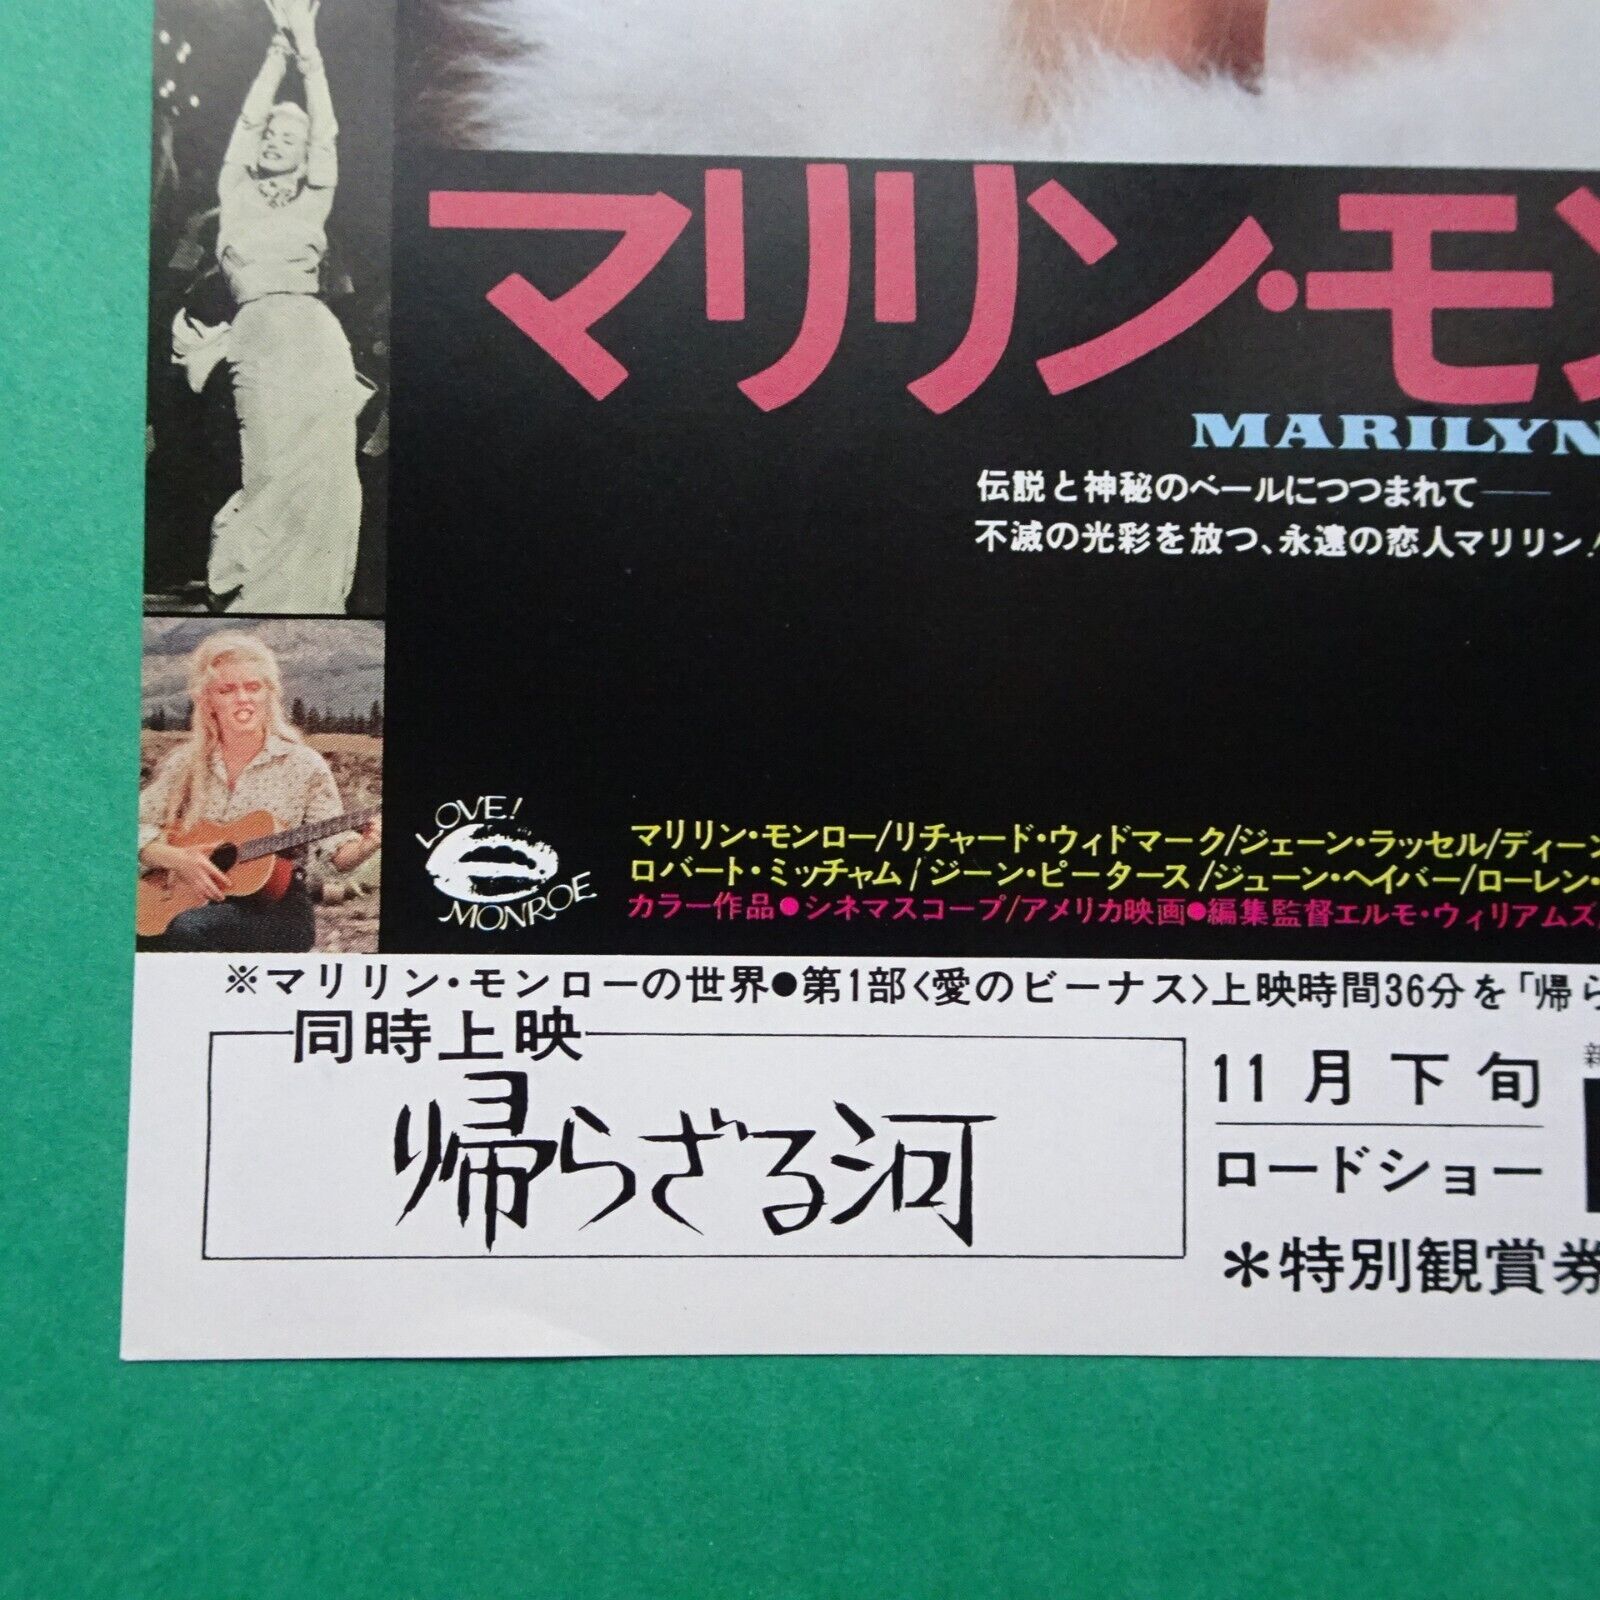 マリリン・モン
MARILYN
伝説と神秘のベールにつつまれて——
不滅の光彩を放つ、永遠の恋人マリリン!
LOVE!
MONROE
マリリン・モンロー/リチャード・ウィドマーク/ジェーン・ラッセル/ディーン
ロバート・ミッチャム/ジーン・ピータース/ジューン・ヘイバー/ローレン・
カラー作品●シネマスコープ/アメリカ映画●編集監督エルモ・ウィリアムズ/
※マリリン・モンローの世界●第1部〈愛のビーナス〉上映時間36分を「帰ら
同時上映
帰らざる河
11月下旬
ロードショー
*特別観賞券